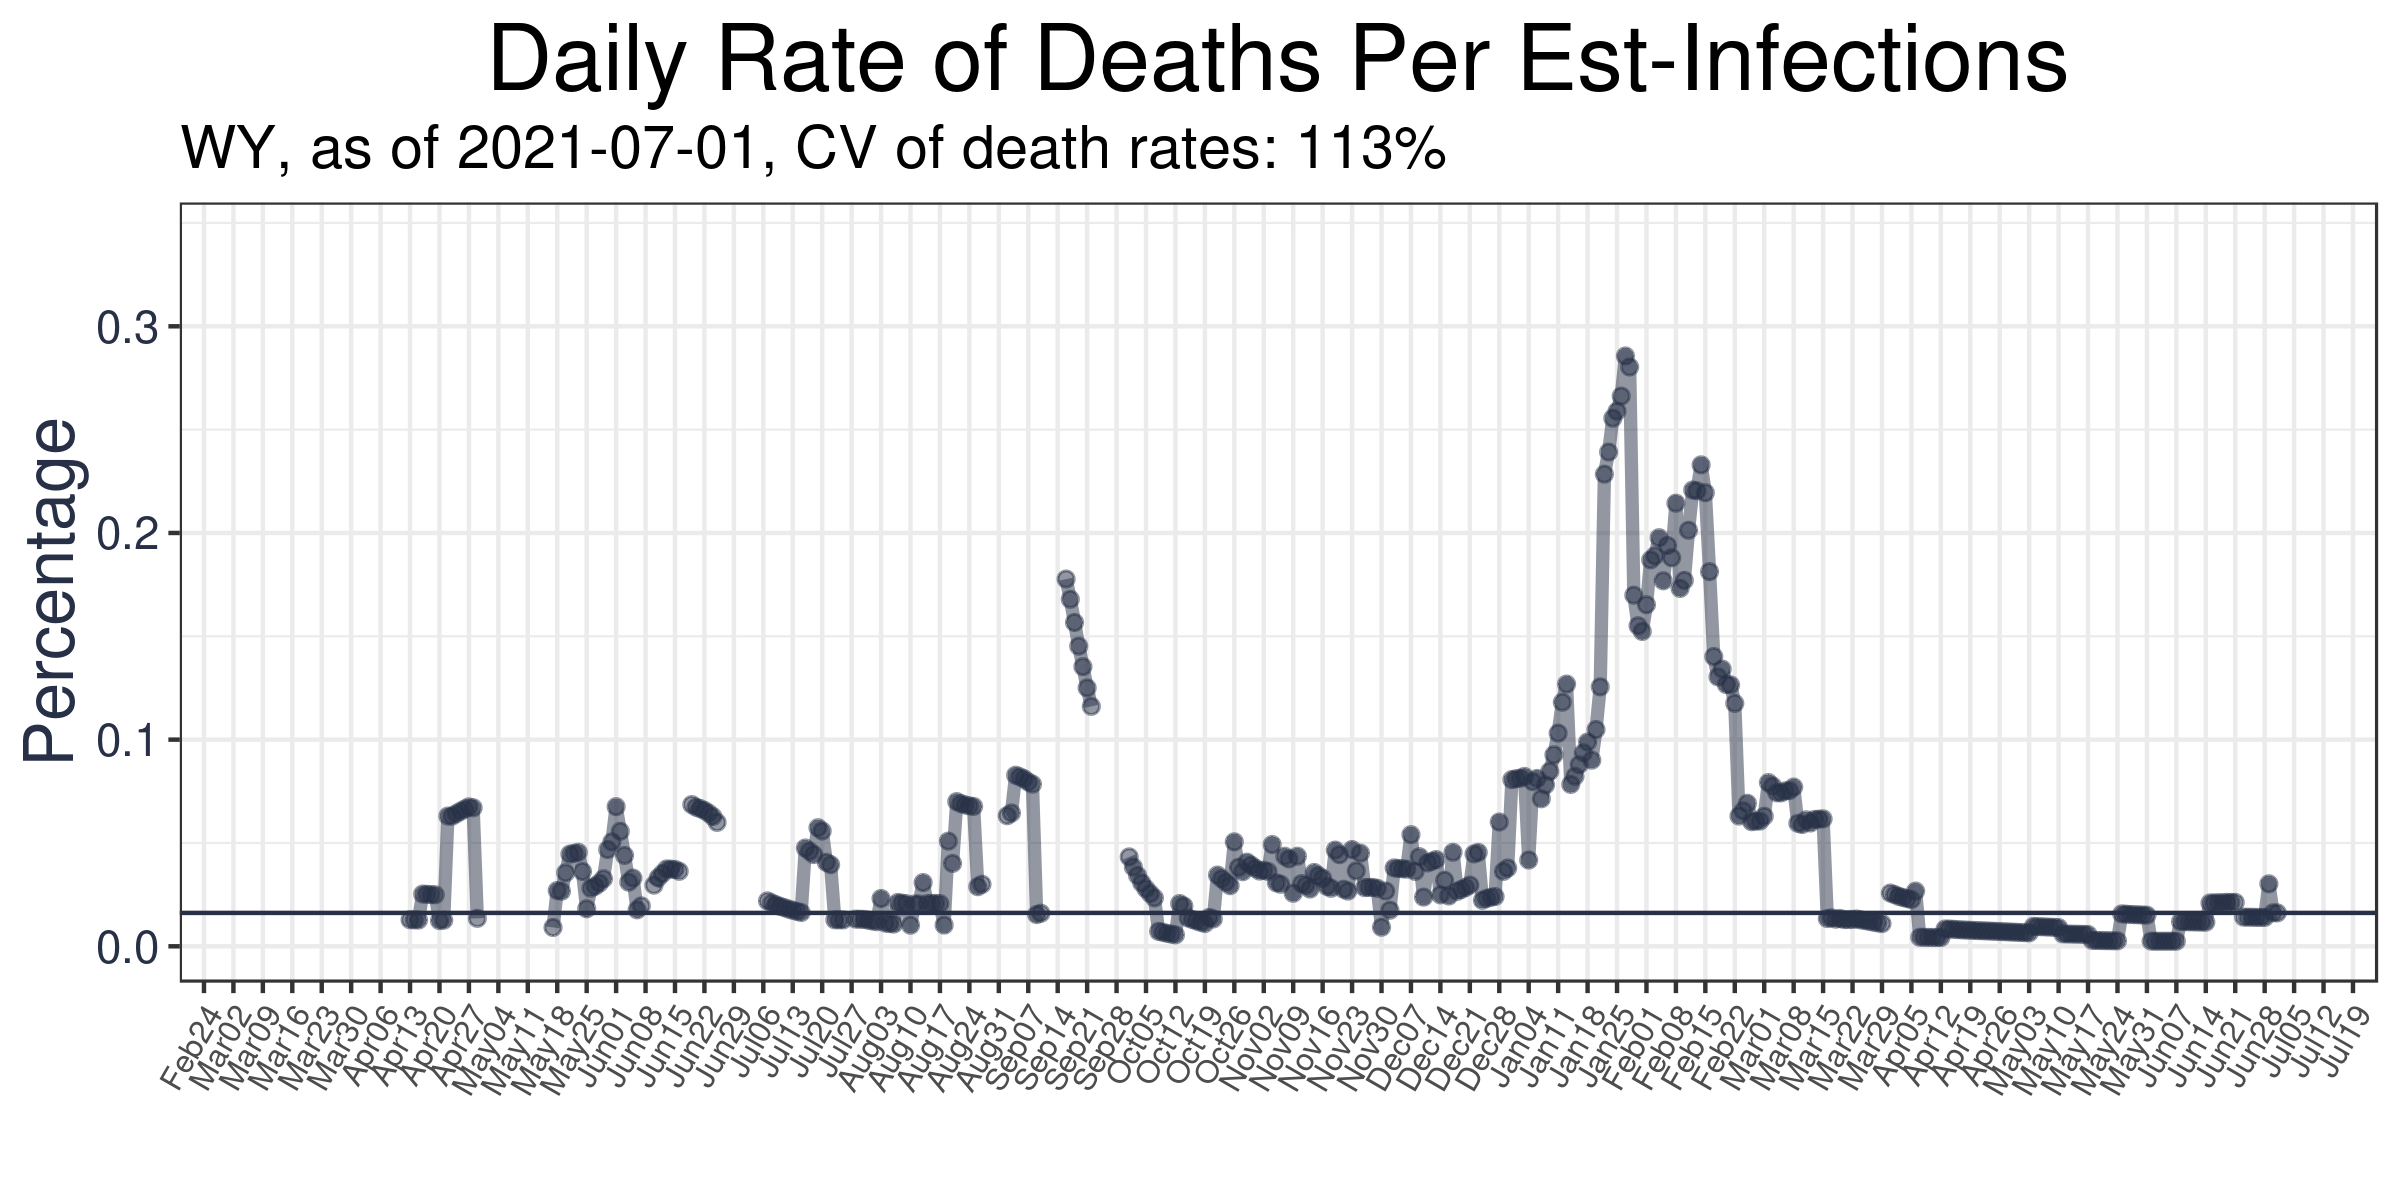 Daily Rate of Deaths Per Est-Infections
WY, as of 2021-07-01, CV of death rates: 113%
Percentage
0.3
0.2
0.1
0.0
Feb24
Mar02
Mar09
Mar16
Mar23
Mar30
Apr06
Apr13
Apr20
Apr27
May04
May11
May18
May25
Jun01
Jun08
Jun15
Jun22
Jun29
Jul06
Jul13
Jul20
Jul27
Aug03
Aug10
Aug17
Aug24
Aug31
Sep07
Sep14
Sep21
Sep28
Oct05
Oct12
Oct19
Oct26
Nov02
Nov09
Nov16
Nov23
Nov30
Dec07
Dec14
Dec21
Dec28
Jan04
Jan11
Jan18
Jan25
Feb01
Feb08
Feb15
Feb22
Mar01
Mar08
Mar15
Mar22
Mar29
Apr05
Apr12
Apr19
Apr26
May03
May10
May17
May24
May31
Jun07
Jun14
Jun21
Jun28
Jul05
Jul12
Jul19